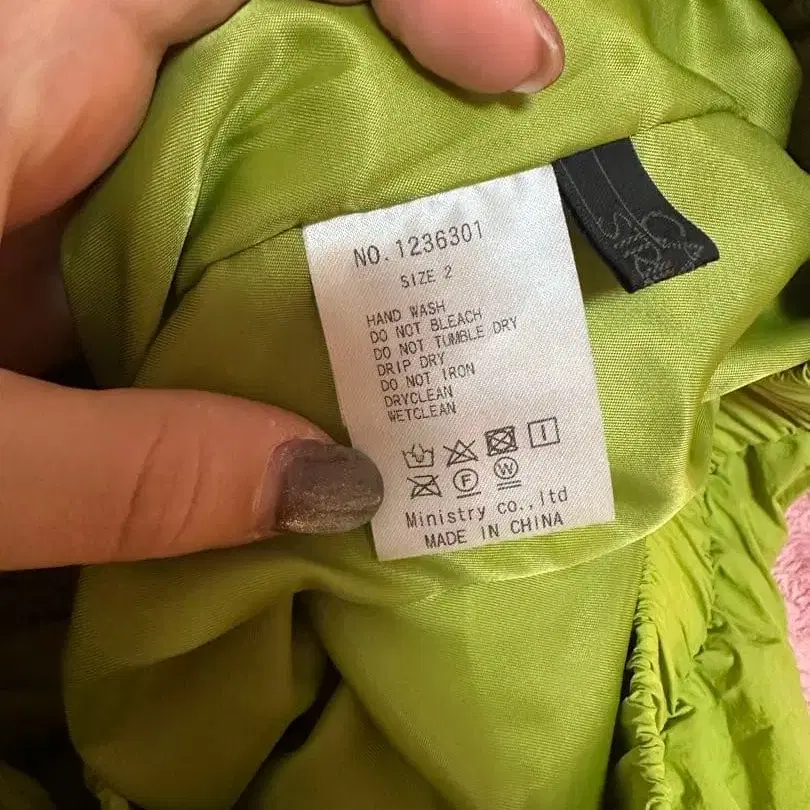 NO.1236301
SIZE 2
HAND WASH
DO NOT BLEACH
DO NOT TUMBLE DRY
DRIP DRY
DO NOT IRON
DRYCLEAN
WETCLEAN
F W
Ministry co.,ltd
MADE IN CHINA